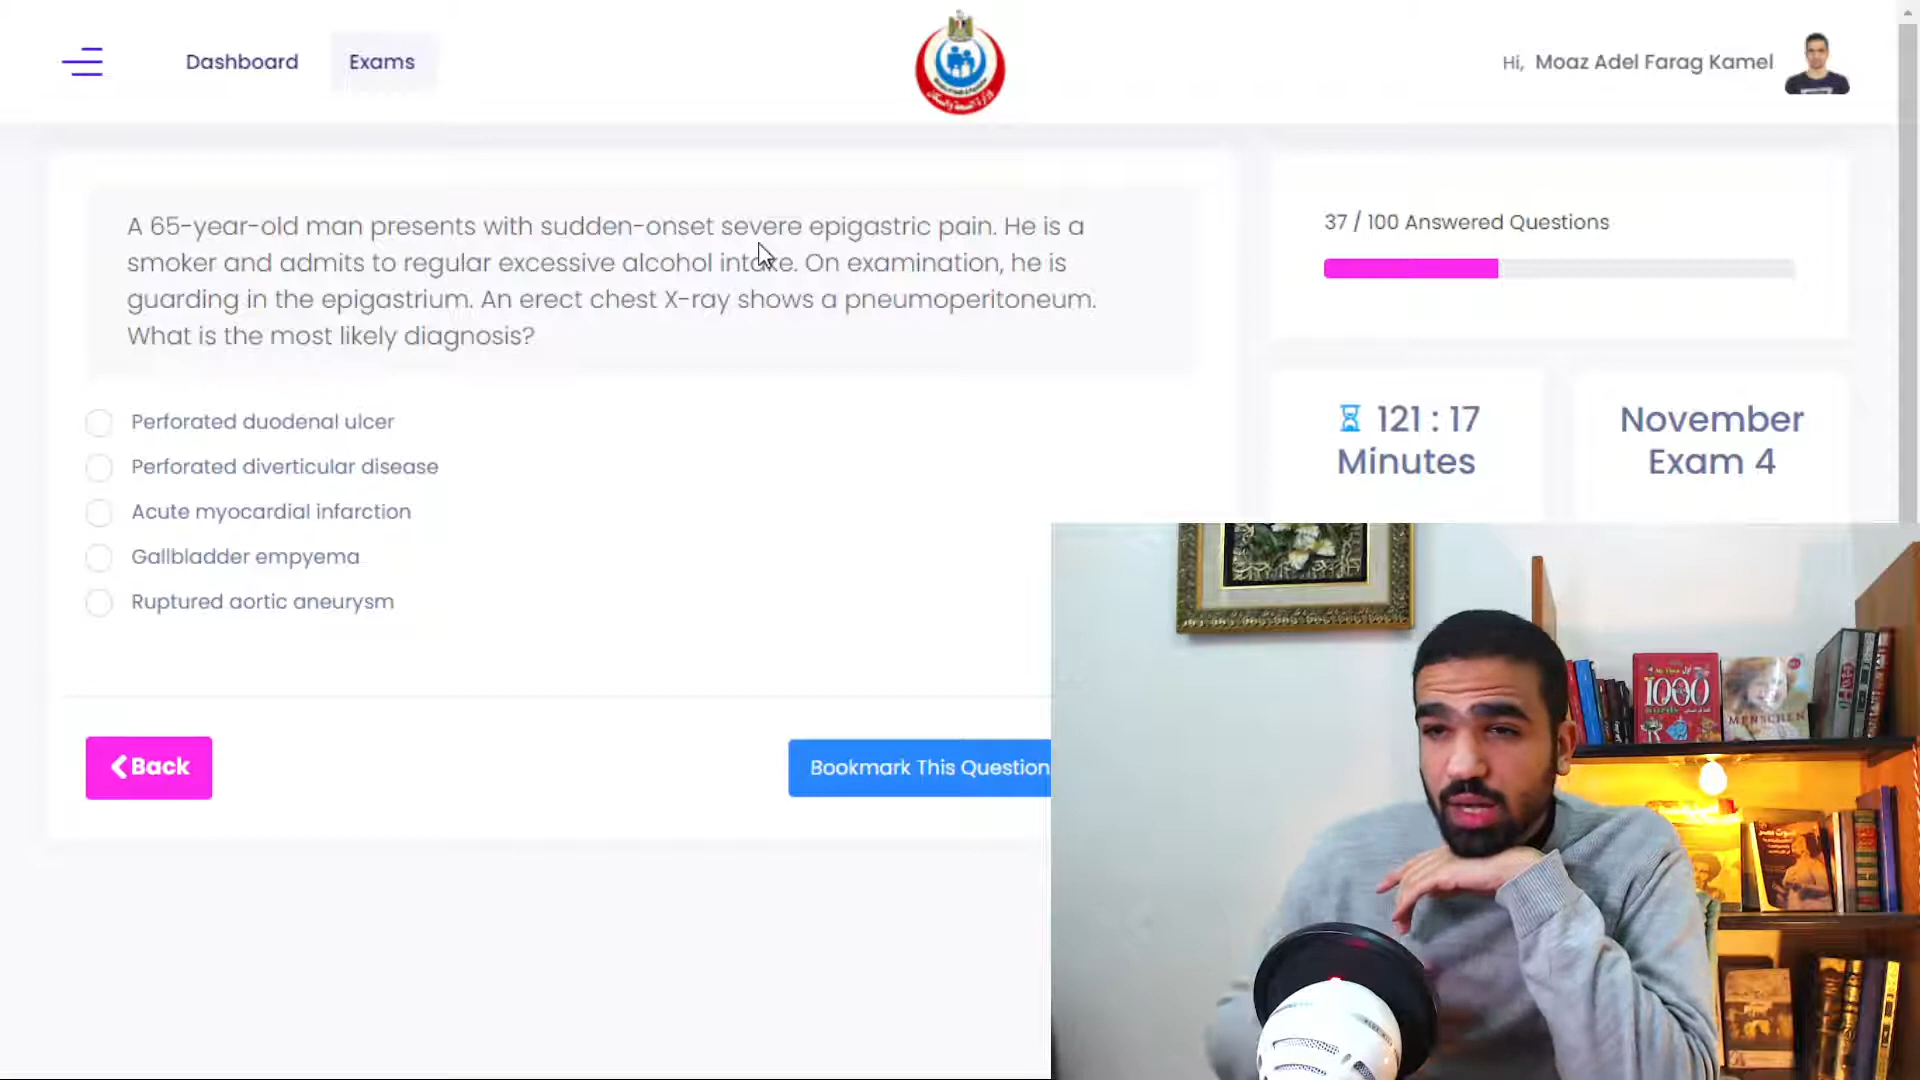 Dashboard
Exams
Hi, Moaz Adel Farag Kamel
A 65-year-old man presents with sudden-onset severe epigastric pain. He is a
smoker and admits to regular excessive alcohol intake. On examination, he is
guarding in the epigastrium. An erect chest X-ray shows a pneumoperitoneum.
What is the most likely diagnosis?
Perforated duodenal ulcer
Perforated diverticular disease
Acute myocardial infarction
Gallbladder empyema
Ruptured aortic aneurysm
Back
Bookmark This Question
37 / 100 Answered Questions
121 : 17
Minutes
November
Exam 4
1000
words
MENSCHEN